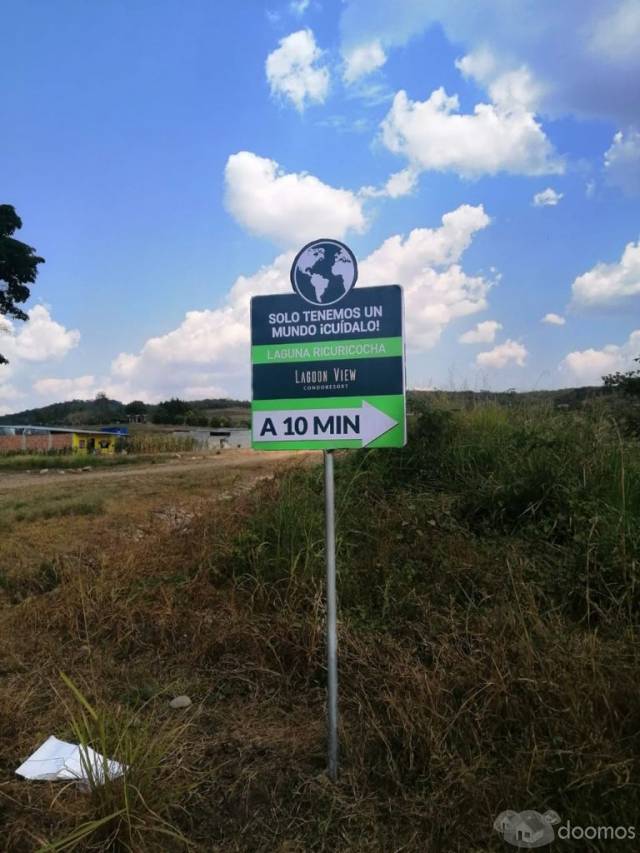 SOLO TENEMOS UN
MUNDO ¡CUÍDALO!
LAGUNA RICURICOCHA
LAGOON VIEW
CONDORESORT
A 10 MIN
doomos